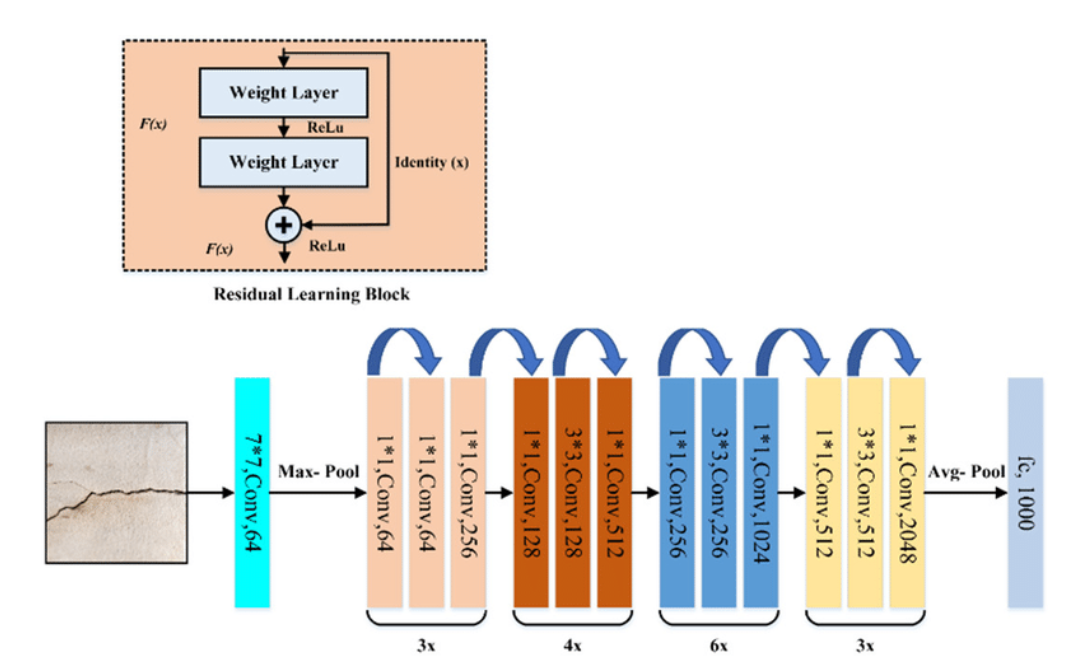 Weight Layer
F(x)
ReLu
Weight Layer
Identity (x)
F(x)
ReLu
Residual Learning Block
7*7,Conv,64
Max- Pool
1*1,Conv,64
1*1,Conv,64
1*1,Conv,256
1*1,Conv,128
3*3,Conv,128
1*1,Conv,512
1*1,Conv,256
3*3,Conv,256
1*1,Conv,1024
1*1,Conv,512
3*3,Conv,512
1*1,Conv,2048
Avg- Pool
fc, 1000
3x
4x
6x
3x